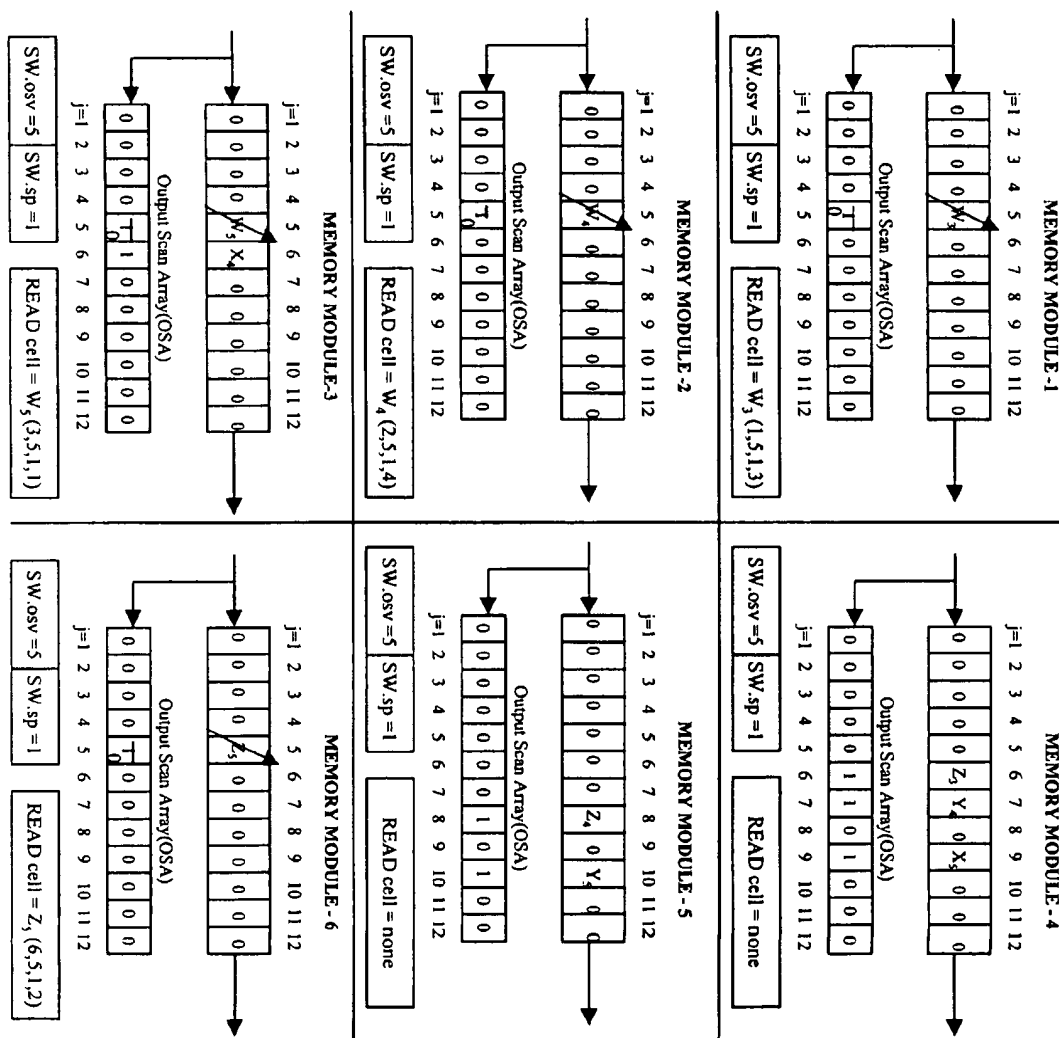 MEMORY MODULE -1
j=1 2 3 4 5 6 7 8 9 10 11 12
0 0 0 0 W₃ 0 0 0 0 0 0 0
Output Scan Array(OSA)
0 0 0 0 1 0 0 0 0 0 0 0 0
j=1 2 3 4 5 6 7 8 9 10 11 12
SW.osv =5 SW.sp =1 READ cell = W₃ (1,5,1,3)
MEMORY MODULE - 4
j=1 2 3 4 5 6 7 8 9 10 11 12
0 0 0 0 0 Z₃ Y₄ 0 X₅ 0 0 0
Output Scan Array(OSA)
0 0 0 0 0 1 1 0 1 0 0 0
j=1 2 3 4 5 6 7 8 9 10 11 12
SW.osv =5 SW.sp =1 READ cell = none
MEMORY MODULE -2
j=1 2 3 4 5 6 7 8 9 10 11 12
0 0 0 0 W₄ 0 0 0 0 0 0 0
Output Scan Array(OSA)
0 0 0 0 1 0 0 0 0 0 0 0 0
j=1 2 3 4 5 6 7 8 9 10 11 12
SW.osv =5 SW.sp =1 READ cell = W₄ (2,5,1,4)
MEMORY MODULE - 5
j=1 2 3 4 5 6 7 8 9 10 11 12
0 0 0 0 0 0 0 Z₄ 0 Y₅ 0 0
Output Scan Array(OSA)
0 0 0 0 0 0 0 1 0 1 0 0
j=1 2 3 4 5 6 7 8 9 10 11 12
SW.osv =5 SW.sp =1 READ cell = none
MEMORY MODULE-3
j=1 2 3 4 5 6 7 8 9 10 11 12
0 0 0 0 W₅ X₄ 0 0 0 0 0 0
Output Scan Array(OSA)
0 0 0 0 1 0 1 0 0 0 0 0 0
j=1 2 3 4 5 6 7 8 9 10 11 12
SW.osv =5 SW.sp =1 READ cell = W₅ (3,5,1,1)
MEMORY MODULE - 6
j=1 2 3 4 5 6 7 8 9 10 11 12
0 0 0 0 Z₅ 0 0 0 0 0 0 0
Output Scan Array(OSA)
0 0 0 0 1 0 0 0 0 0 0 0 0
j=1 2 3 4 5 6 7 8 9 10 11 12
SW.osv =5 SW.sp =1 READ cell = Z₅ (6,5,1,2)